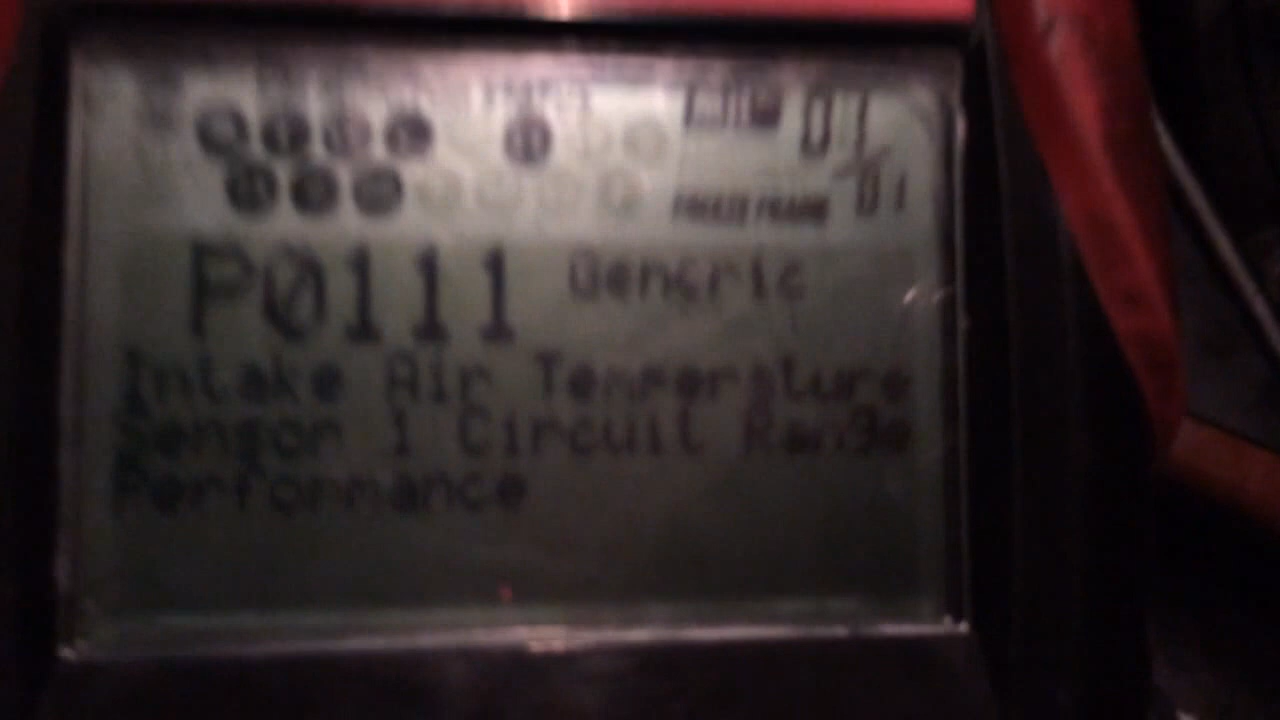 01
FREEZE FRAME 01
P0111 Generic
Intake Air Temperature
Sensor 1 Circuit Range
Performance